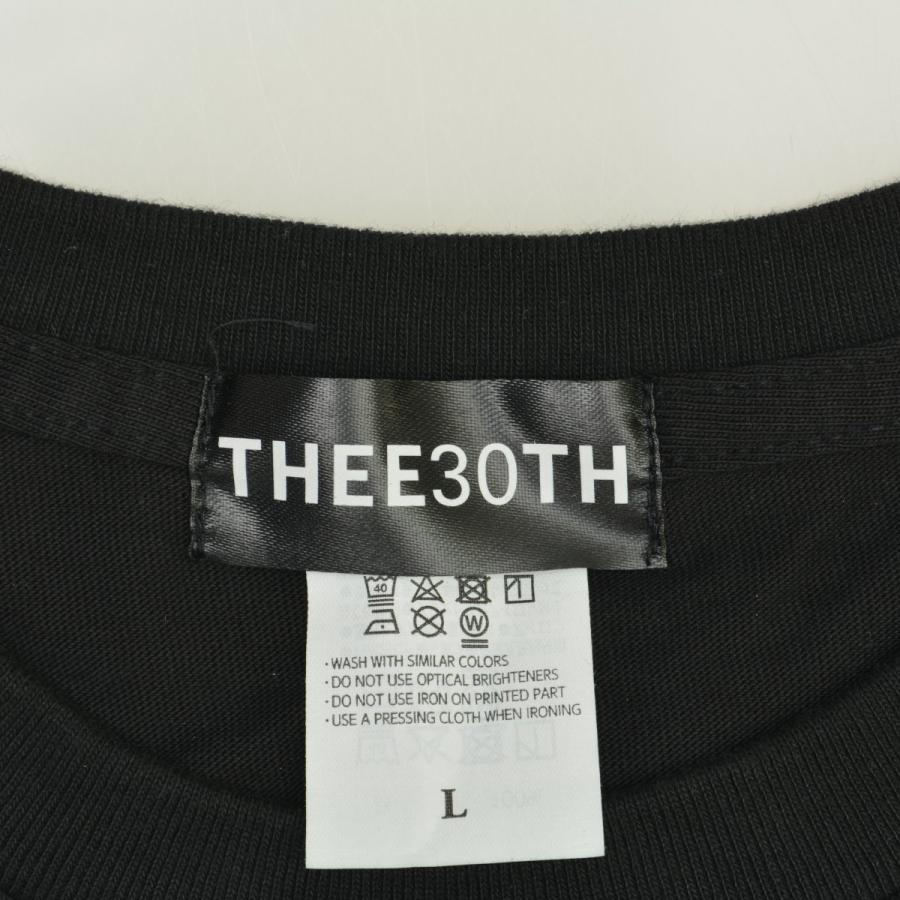 THEE30TH
40
W
· WASH WITH SIMILAR COLORS
· DO NOT USE OPTICAL BRIGHTENERS
· DO NOT USE IRON ON PRINTED PART
· USE A PRESSING CLOTH WHEN IRONING
L